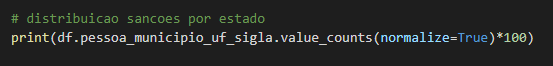 # distribuicao sancoes por estado
print(df.pessoa_municipio_uf_sigla.value_counts(normalize=True)*100)